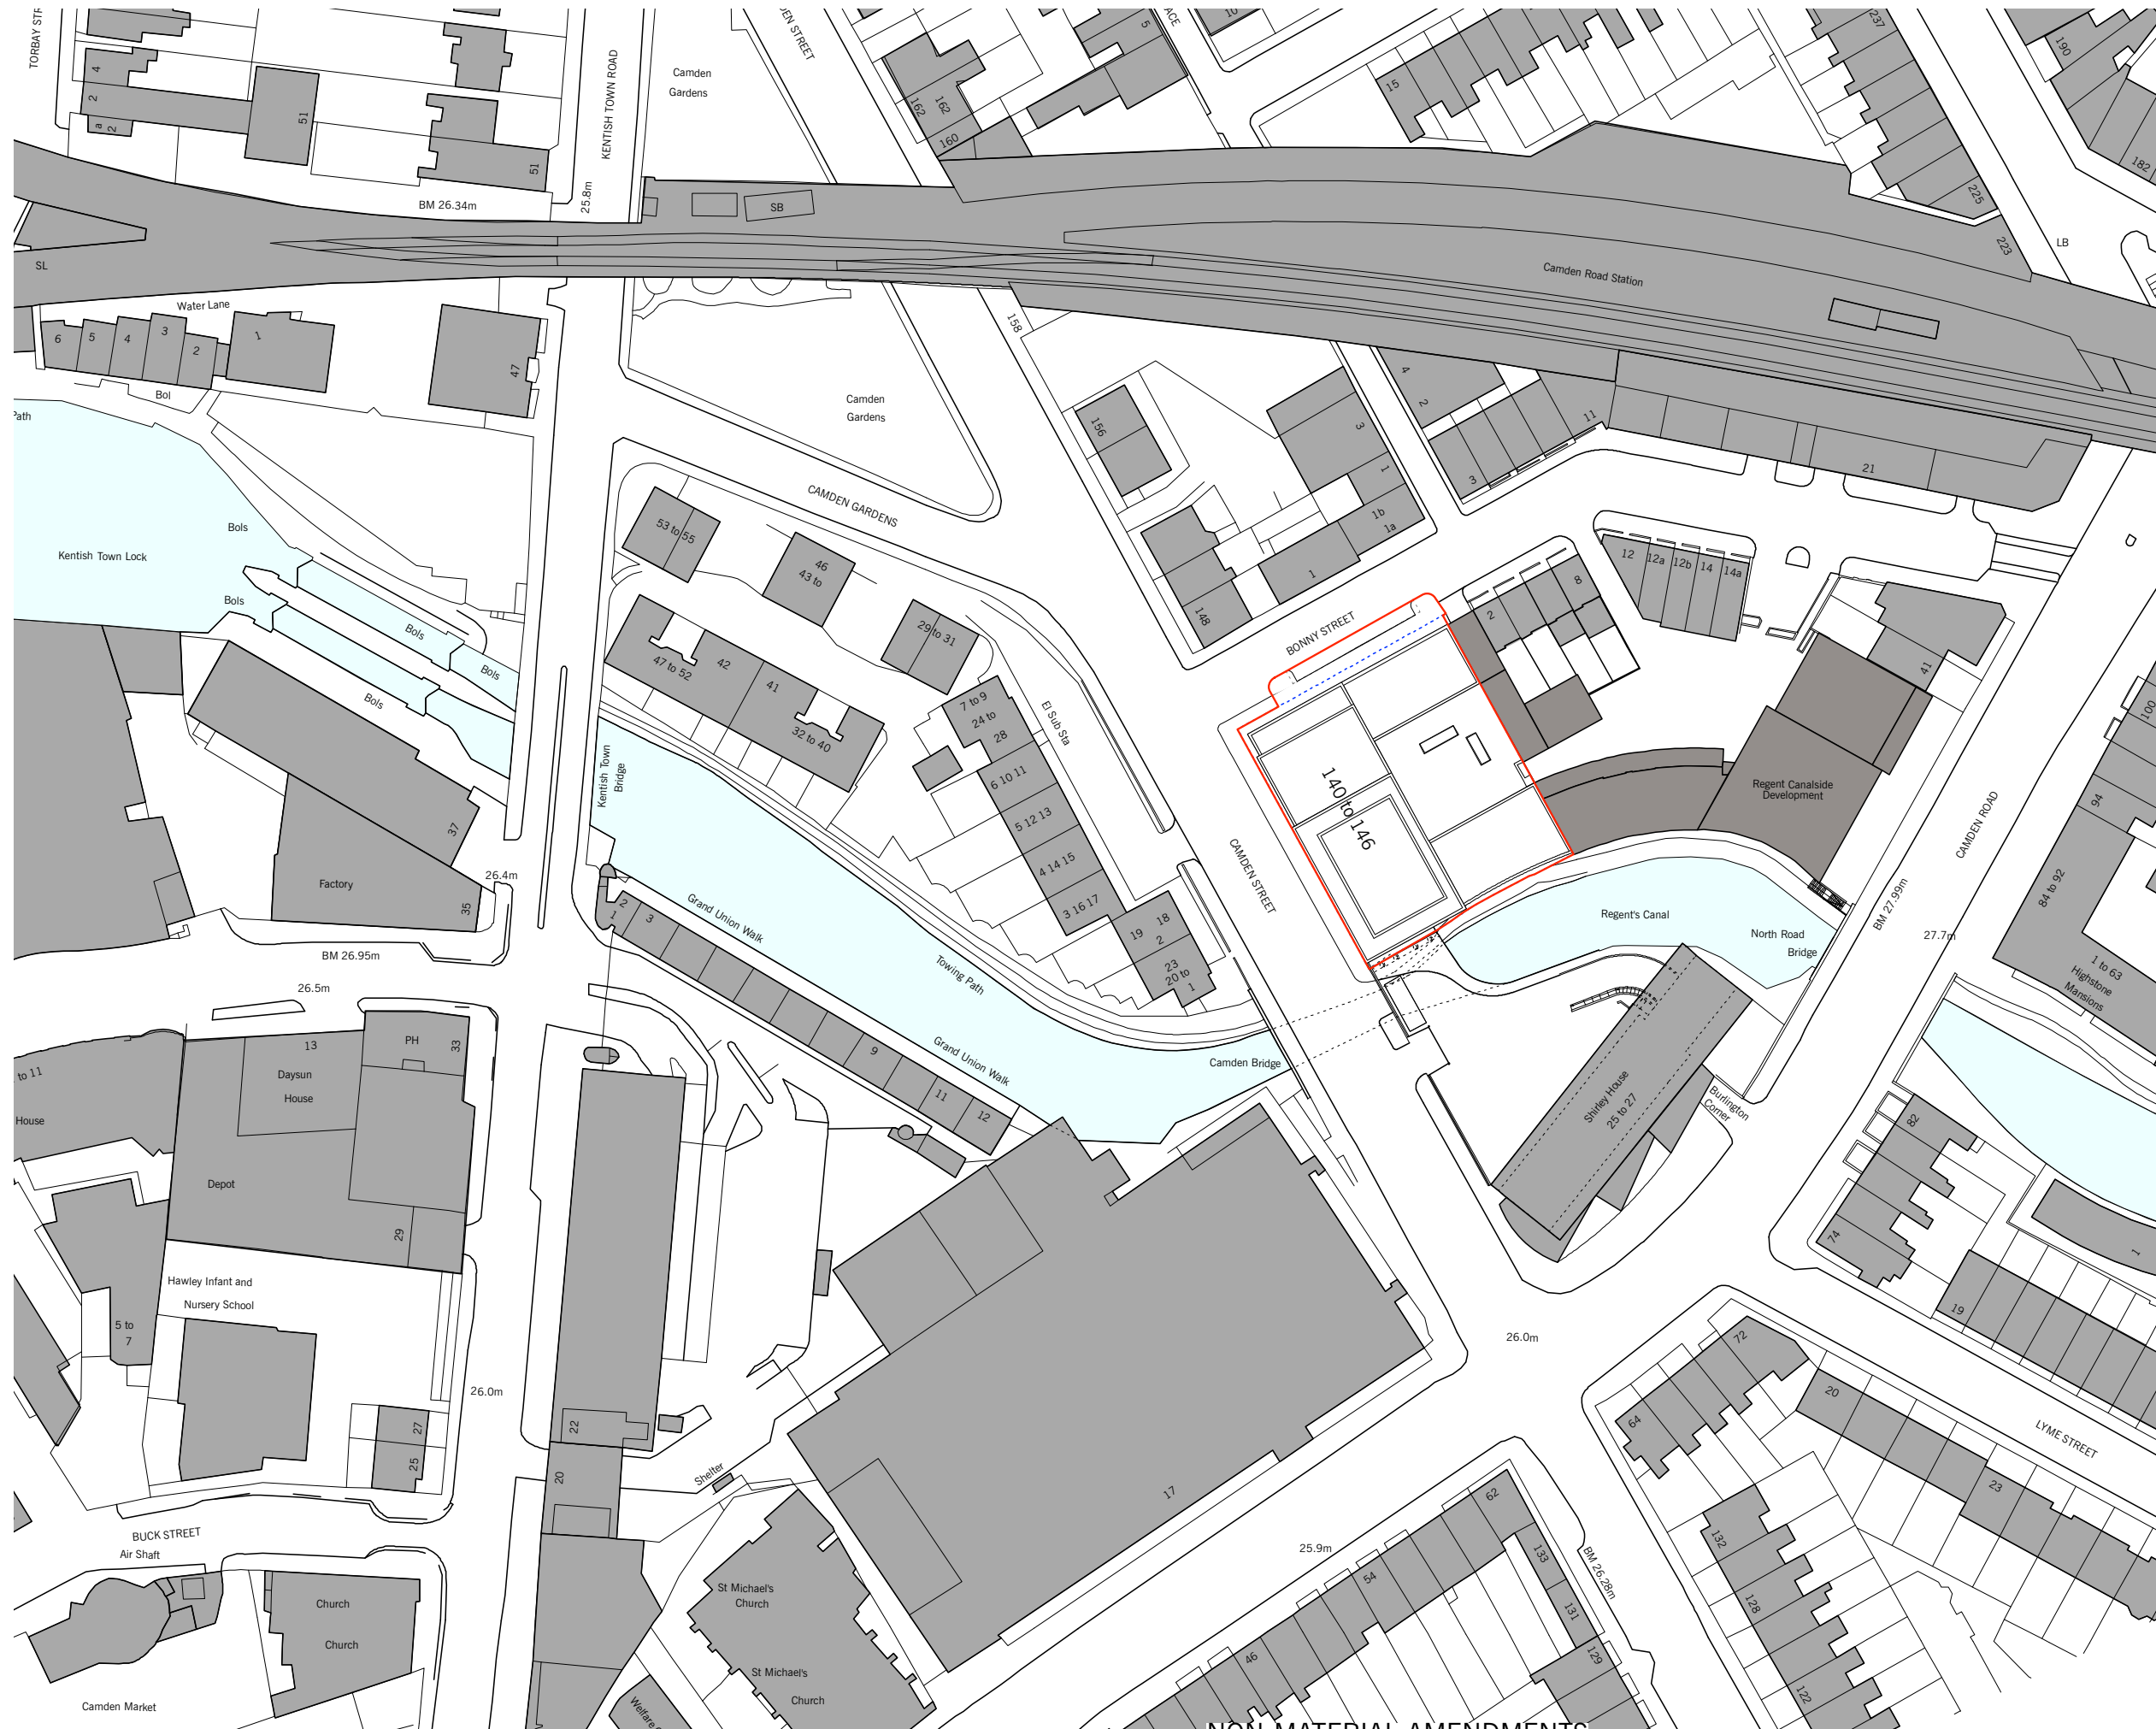 TORBAY STR
KENTISH TOWN ROAD
Camden
Gardens
DEN STREET
ACE
5
10
15
237
190
182
225
223
LB
4
2
a
2
51
51
162
162
160
BM 26.34m
25.8m
SB
SL
Camden Road Station
Water Lane
6
5
4
3
2
1
47
Bol
Path
158
Camden
Gardens
156
3
1
1b
1a
1
148
4
2
3
11
21
Bols
Kentish Town Lock
Bols
Bols
Bols
Bols
CAMDEN GARDENS
53 to 55
46
43 to
29 to 31
47 to 52
42
41
32 to 40
7 to 9
24 to
28
6 10 11
5 12 13
4 14 15
3 16 17
18
19
2
23
20 to
1
El Sub Sta
BONNY STREET
2
8
12
12a
12b
14
14a
41
140 to 146
CAMDEN STREET
Regent Canalside
Development
CAMDEN ROAD
100
94
84 to 92
BM 27.99m
27.7m
Regent's Canal
North Road
Bridge
1 to 63
Highstone
Mansions
Kentish Town
Bridge
37
Factory
35
26.4m
BM 26.95m
26.5m
1
2
3
Grand Union Walk
Towing Path
Grand Union Walk
9
11
12
Camden Bridge
Shirley House
25 to 27
Burlington
Corner
82
74
19
1
to 11
House
13
Daysun
House
PH
33
Depot
29
Hawley Infant and
Nursery School
5 to
7
27
25
26.0m
22
20
Shelter
17
26.0m
72
64
20
23
LYME STREET
BUCK STREET
Air Shaft
Church
Church
Camden Market
St Michael's
Church
St Michael's
Church
25.9m
62
54
46
133
131
129
BM 26.28m
132
128
122
NON MATERIAL AMENDMENTS